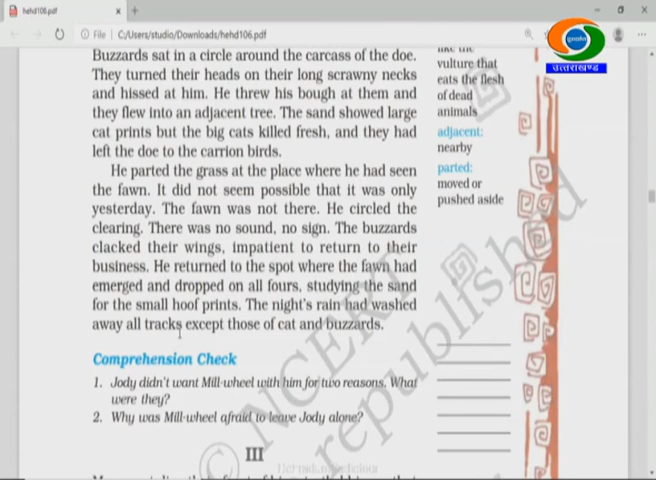 hehd106.pdf
File | C:/Users/studio/Downloads/hehd106.pdf
उत्तराखण्ड
Buzzards sat in a circle around the carcass of the doe.
They turned their heads on their long scrawny necks
and hissed at him. He threw his bough at them and
they flew into an adjacent tree. The sand showed large
cat prints but the big cats killed fresh, and they had
left the doe to the carrion birds.
He parted the grass at the place where he had seen
the fawn. It did not seem possible that it was only
yesterday. The fawn was not there. He circled the
clearing. There was no sound, no sign. The buzzards
clacked their wings, impatient to return to their
business. He returned to the spot where the fawn had
emerged and dropped on all fours, studying the sand
for the small hoof prints. The night's rain had washed
away all tracks except those of cat and buzzards.
vulture that
eats the flesh
of dead
animals
adjacent:
nearby
parted:
moved or
pushed aside
Comprehension Check
1. Jody didn't want Mill-wheel with him for two reasons. What
were they?
2. Why was Mill-wheel afraid to leave Jody alone?
III
© NCERT
republished